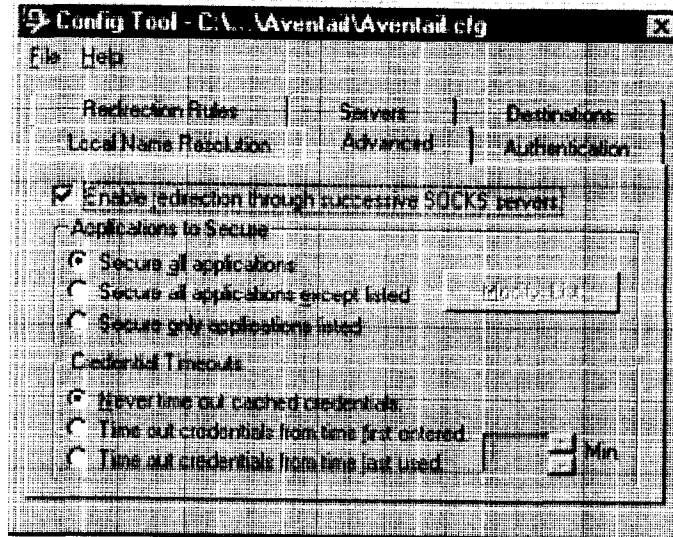 Config Tool - C:\...\Aventail\Aventail.cfg
File Help
Redirection Rules Servers Destinations
Local Name Resolution Advanced Authentication
Enable redirection through successive SOCKS servers.
Applications to Secure
Secure all applications
Secure all applications except listed
Secure only applications listed
Credential Timeouts
Never time out cached credentials.
Time out credentials from time first entered.
Time out credentials from time last used. Min.